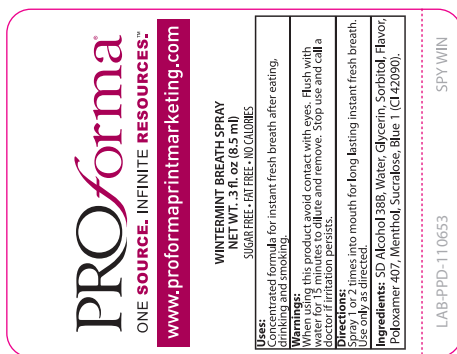 PROforma®
ONE SOURCE. INFINITE RESOURCES.™
www.proformaprintmarketing.com
WINTERMINT BREATH SPRAY
NET WT. .3 fl. oz (8.5 ml)
SUGAR FREE • FAT FREE • NO CALORIES
Uses:
Concentrated formula for instant fresh breath after eating,
drinking and smoking.
Warnings:
When using this product avoid contact with eyes. Flush with
water for 15 minutes to dilute and remove. Stop use and call a
doctor if irritation persists.
Directions:
Spray 1 or 2 times into mouth for long lasting instant fresh breath.
Use only as directed.
Ingredients: SD Alcohol 38B, Water, Glycerin, Sorbitol, Flavor,
Poloxamer 407, Menthol, Sucralose, Blue 1 (CI 42090).
LAB-PPD-110653 SPY WIN